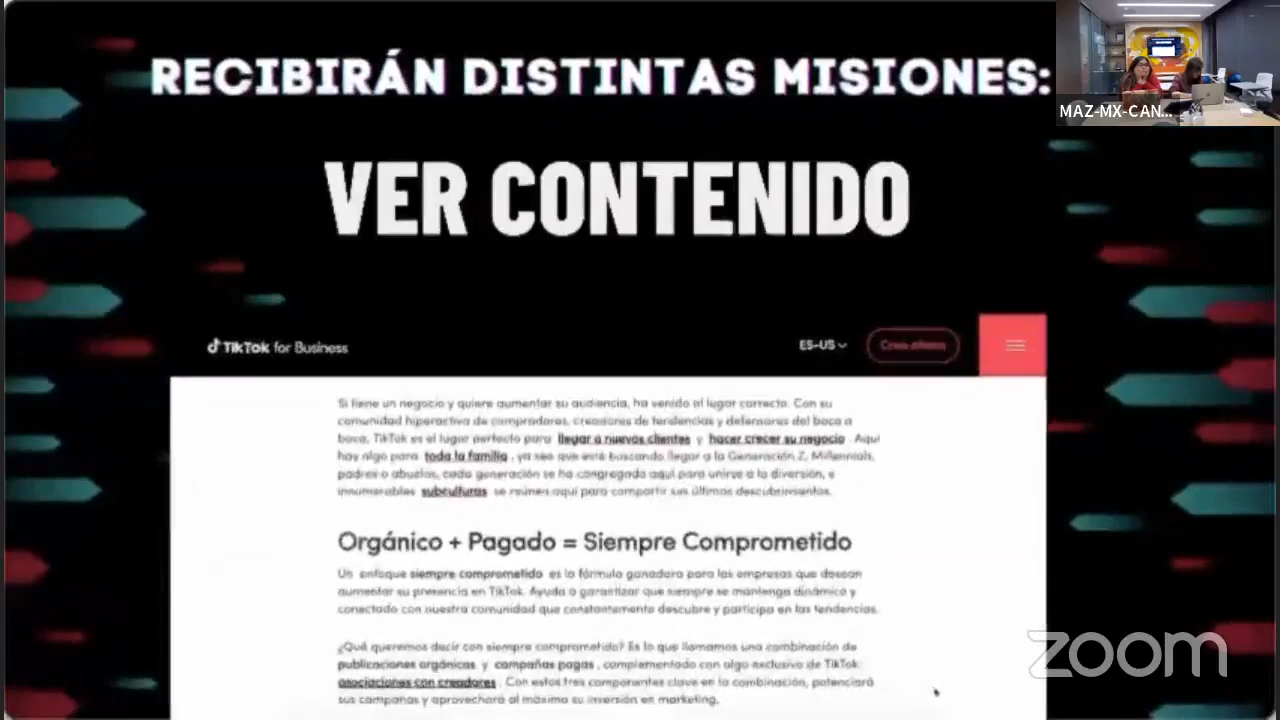 RECIBIRÁN DISTINTAS MISIONES:
MAZ-MX-CAN...
VER CONTENIDO
TikTok for Business
ES-US
Crea ahora
Si tiene un negocio y quiere aumentar su audiencia, ha venido al lugar correcto. Con su
comunidad hiperactiva de compradores, creadores de tendencias y defensores del boca a
boca, TikTok es el lugar perfecto para llegar a nuevos clientes y hacer crecer su negocio. Aquí
hay algo para toda la familia, ya sea que esté buscando llegar a la Generación Z, Millennials,
padres o abuelos, cada generación se ha congregado aquí para unirse a la diversión, e
innumerables subculturas se reúnen aquí para compartir sus últimos descubrimientos.
Orgánico + Pagado = Siempre Comprometido
Un enfoque siempre comprometido es la fórmula ganadora para las empresas que desean
aumentar su presencia en TikTok. Ayuda a garantizar que siempre se mantenga dinámico y
conectado con nuestra comunidad que constantemente descubre y participa en las tendencias.
¿Qué queremos decir con siempre comprometido? Es lo que llamamos una combinación de
publicaciones orgánicas y campañas pagas, complementado con algo exclusivo de TikTok:
asociaciones con creadores. Con estos tres componentes clave en la combinación, potenciará
sus campañas y aprovechará al máximo su inversión en marketing.
zoom